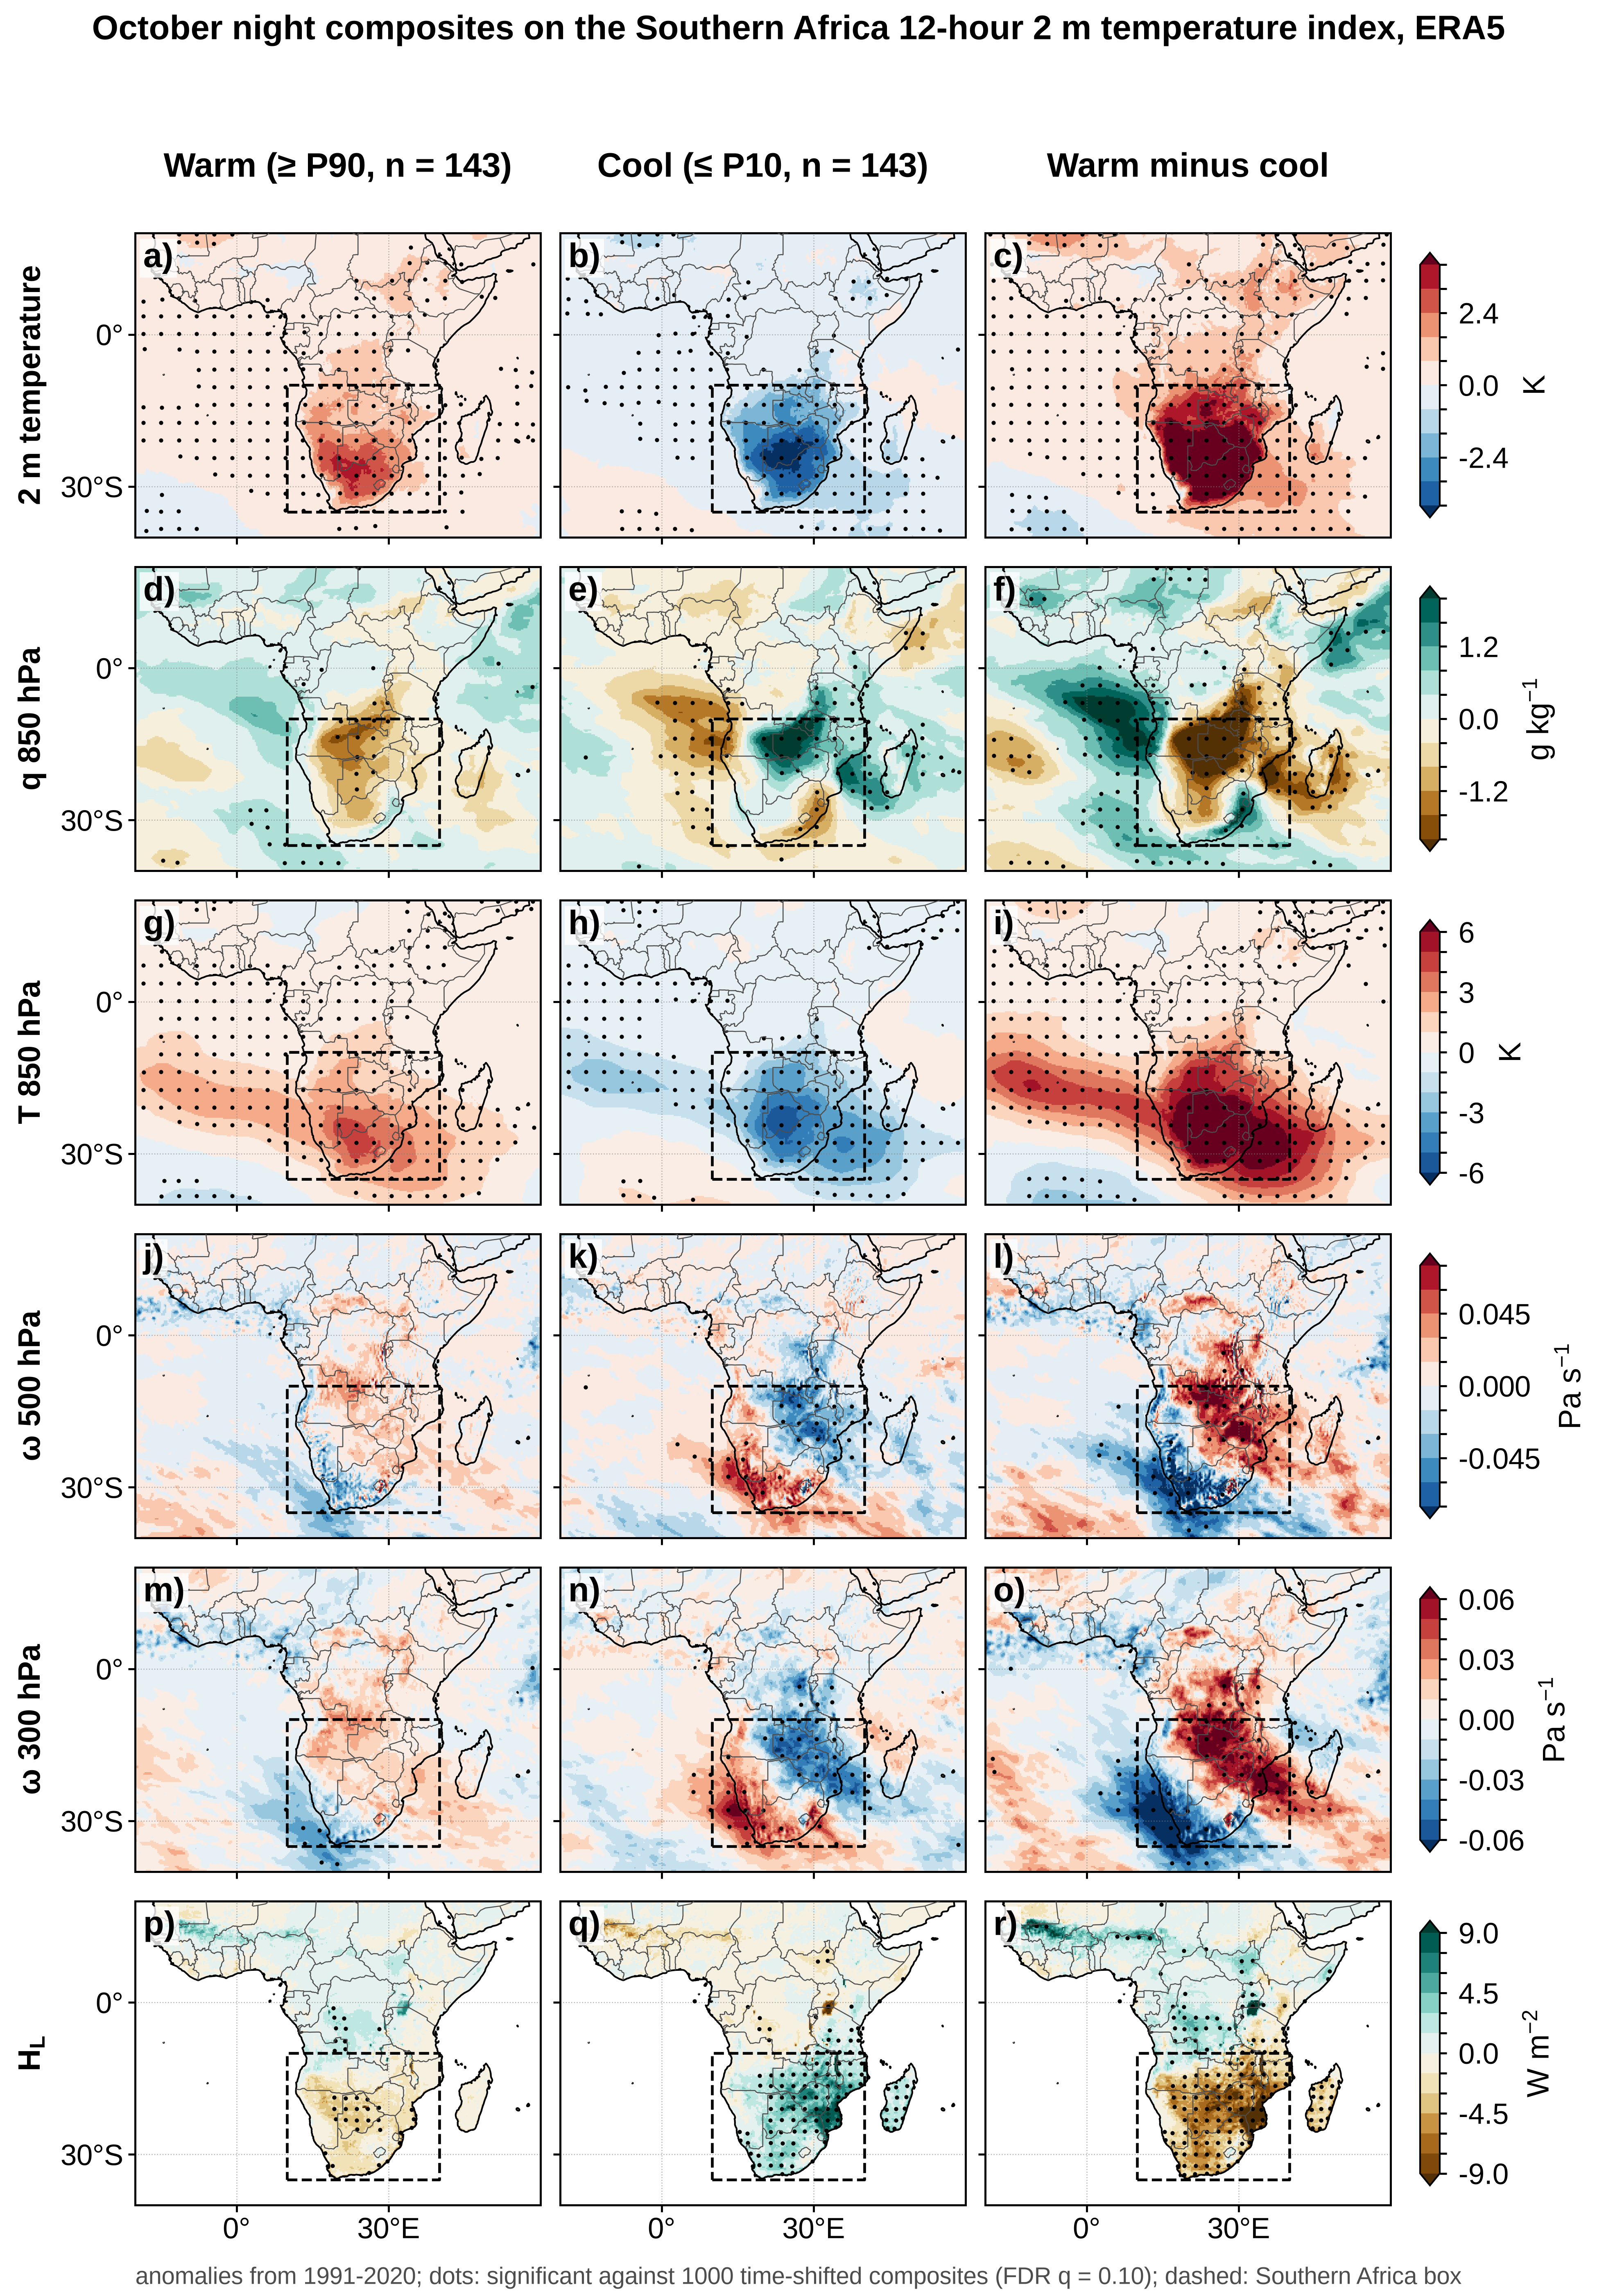 October night composites on the Southern Africa 12-hour 2 m temperature index, ERA5
Warm (≥ P90, n = 143)
Cool (≤ P10, n = 143)
Warm minus cool
2 m temperature
a)
b)
c)
0°
30°S
2.4
0.0
-2.4
K
q 850 hPa
d)
e)
f)
0°
30°S
1.2
0.0
-1.2
g kg⁻¹
T 850 hPa
g)
h)
i)
0°
30°S
6
3
0
-3
-6
K
ω 500 hPa
j)
k)
l)
0°
30°S
0.045
0.000
-0.045
Pa s⁻¹
ω 300 hPa
m)
n)
o)
0°
30°S
0.06
0.03
0.00
-0.03
-0.06
Pa s⁻¹
H_L
p)
q)
r)
0°
30°S
9.0
4.5
0.0
-4.5
-9.0
W m⁻²
0°
30°E
0°
30°E
0°
30°E
anomalies from 1991-2020; dots: significant against 1000 time-shifted composites (FDR q = 0.10); dashed: Southern Africa box